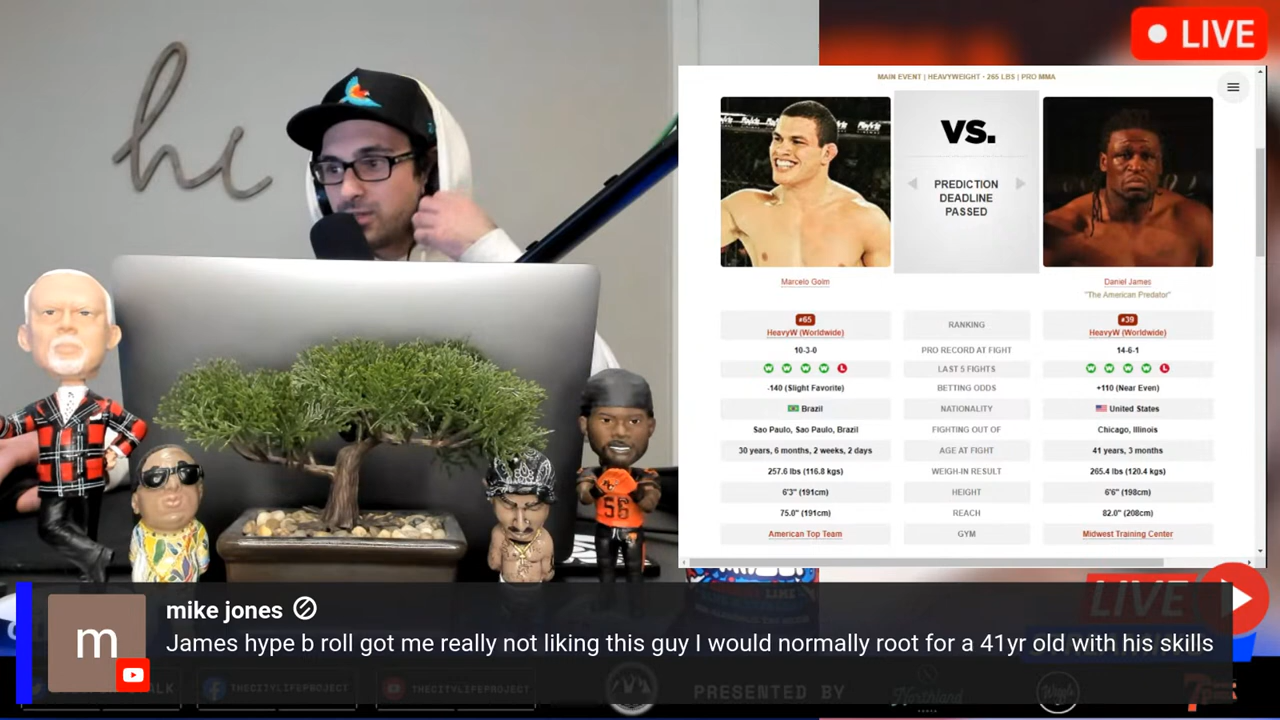 hi
LIVE
MAIN EVENT | HEAVYWEIGHT · 265 LBS | PRO MMA
VS.
PREDICTION
DEADLINE
PASSED
Marcelo Golm
Daniel James
"The American Predator"
#65
HeavyW (Worldwide)
RANKING
#39
HeavyW (Worldwide)
10-3-0
PRO RECORD AT FIGHT
14-6-1
W W W W L
LAST 5 FIGHTS
W W W W L
-140 (Slight Favorite)
BETTING ODDS
+110 (Near Even)
Brazil
NATIONALITY
United States
Sao Paulo, Sao Paulo, Brazil
FIGHTING OUT OF
Chicago, Illinois
30 years, 6 months, 2 weeks, 2 days
AGE AT FIGHT
41 years, 3 months
257.6 lbs (116.8 kgs)
WEIGH-IN RESULT
265.4 lbs (120.4 kgs)
6'3" (191cm)
HEIGHT
6'6" (198cm)
75.0" (191cm)
REACH
82.0" (208cm)
American Top Team
GYM
Midwest Training Center
56
LIVE
m
mike jones
James hype b roll got me really not liking this guy I would normally root for a 41yr old with his skills
THECITYLIFEPROJECT
THECITYLIFEPROJECT
PRESENTED BY
Northland